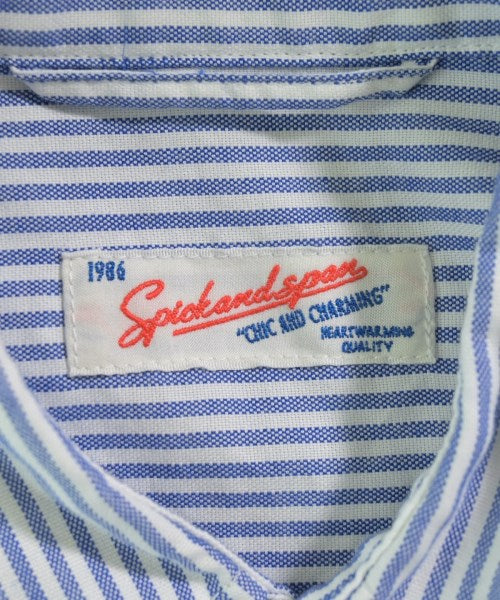 1986
Spickandspan
"CHIC AND CHARMING"
HEARTWARMING
QUALITY